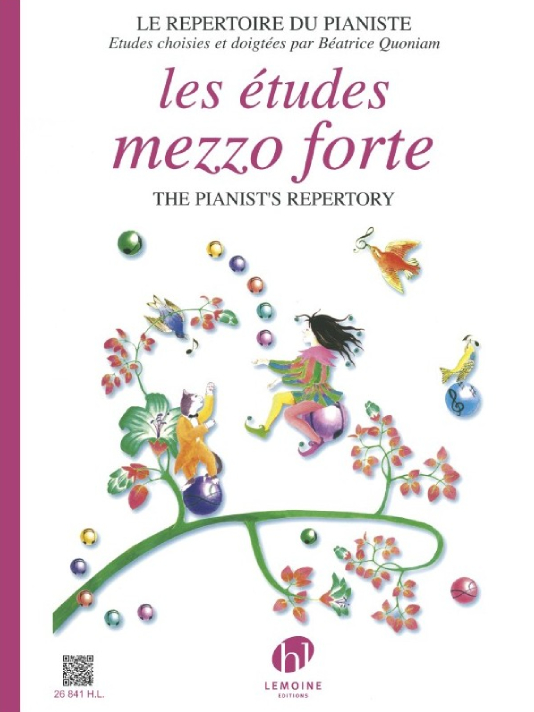 LE REPERTOIRE DU PIANISTE
Etudes choisies et doigtées par Béatrice Quoniam
les études
mezzo forte
THE PIANIST'S REPERTORY
hl
LEMOINE
EDITIONS
26 841 H.L.